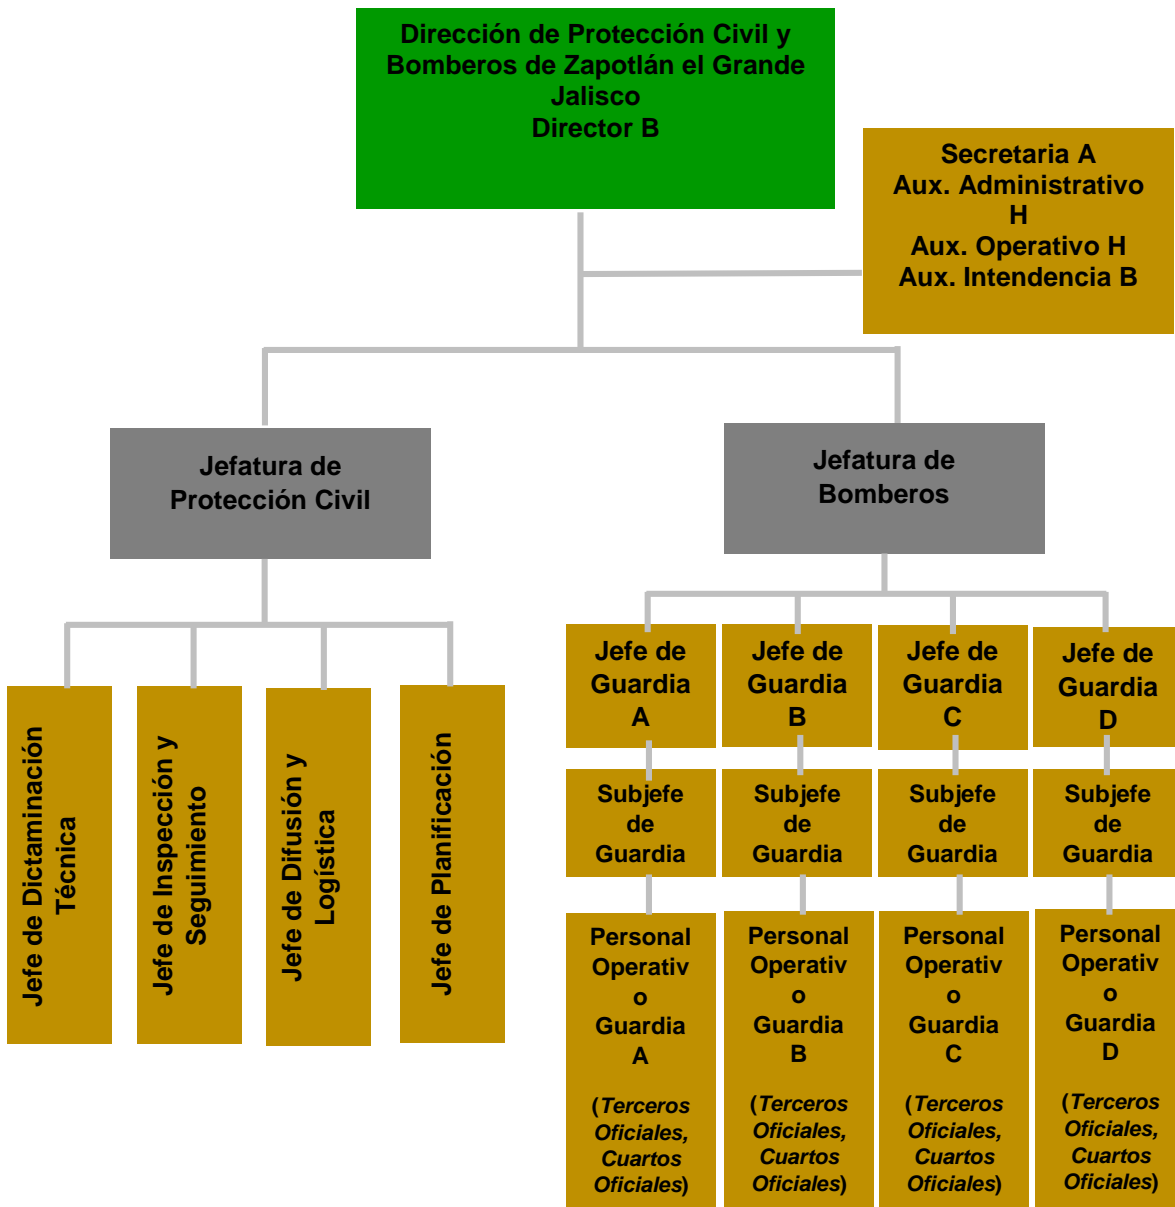 Dirección de Protección Civil y
Bomberos de Zapotlán el Grande
Jalisco
Director B
Secretaria A
Aux. Administrativo
H
Aux. Operativo H
Aux. Intendencia B
Jefatura de
Protección Civil
Jefatura de
Bomberos
Jefe de Dictaminación
Técnica
Jefe de Inspección y
Seguimiento
Jefe de Difusión y
Logística
Jefe de Planificación
Jefe de
Guardia
A
Jefe de
Guardia
B
Jefe de
Guardia
C
Jefe de
Guardia
D
Subjefe
de
Guardia
Subjefe
de
Guardia
Subjefe
de
Guardia
Subjefe
de
Guardia
Personal
Operativ
o
Guardia
A
(Terceros
Oficiales,
Cuartos
Oficiales)
Personal
Operativ
o
Guardia
B
(Terceros
Oficiales,
Cuartos
Oficiales)
Personal
Operativ
o
Guardia
C
(Terceros
Oficiales,
Cuartos
Oficiales)
Personal
Operativ
o
Guardia
D
(Terceros
Oficiales,
Cuartos
Oficiales)